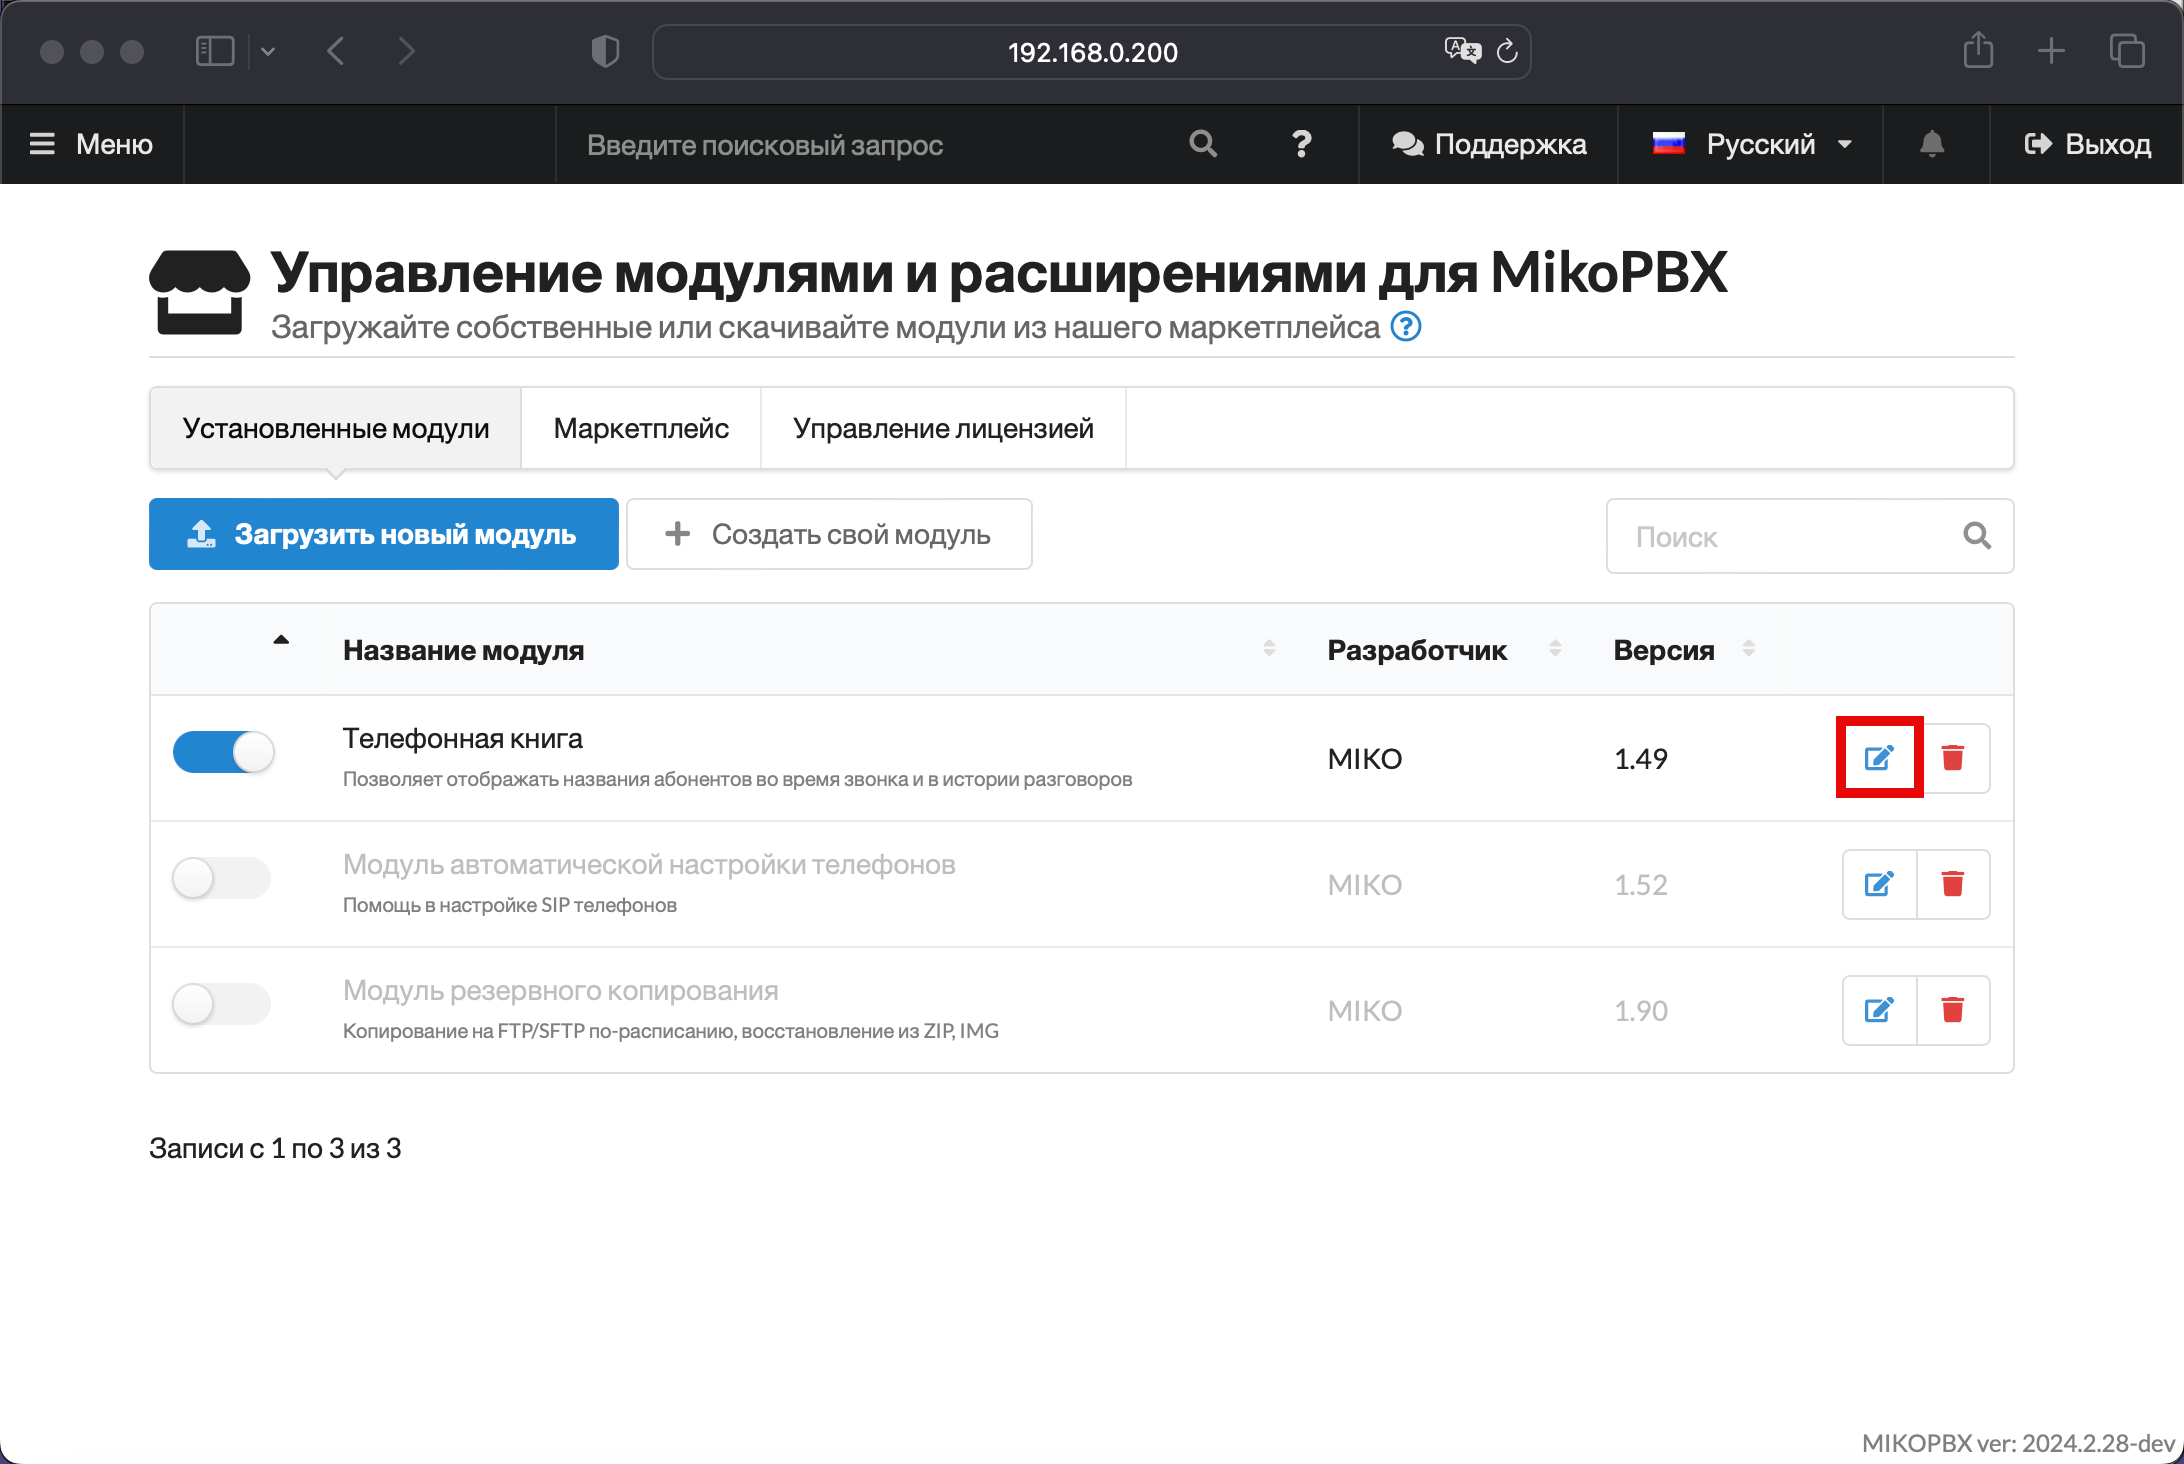 192.168.0.200
Меню
Введите поисковый запрос
?
Поддержка
Русский
Выход
Управление модулями и расширениями для MikoPBX
Загружайте собственные или скачивайте модули из нашего маркетплейса ?
Установленные модули
Маркетплейс
Управление лицензией
Загрузить новый модуль
Создать свой модуль
Поиск
Название модуля
Разработчик
Версия
Телефонная книга
Позволяет отображать названия абонентов во время звонка и в истории разговоров
MIKO
1.49
Модуль автоматической настройки телефонов
Помощь в настройке SIP телефонов
MIKO
1.52
Модуль резервного копирования
Копирование на FTP/SFTP по-расписанию, восстановление из ZIP, IMG
MIKO
1.90
Записи с 1 по 3 из 3
MIKOPBX ver: 2024.2.28-dev